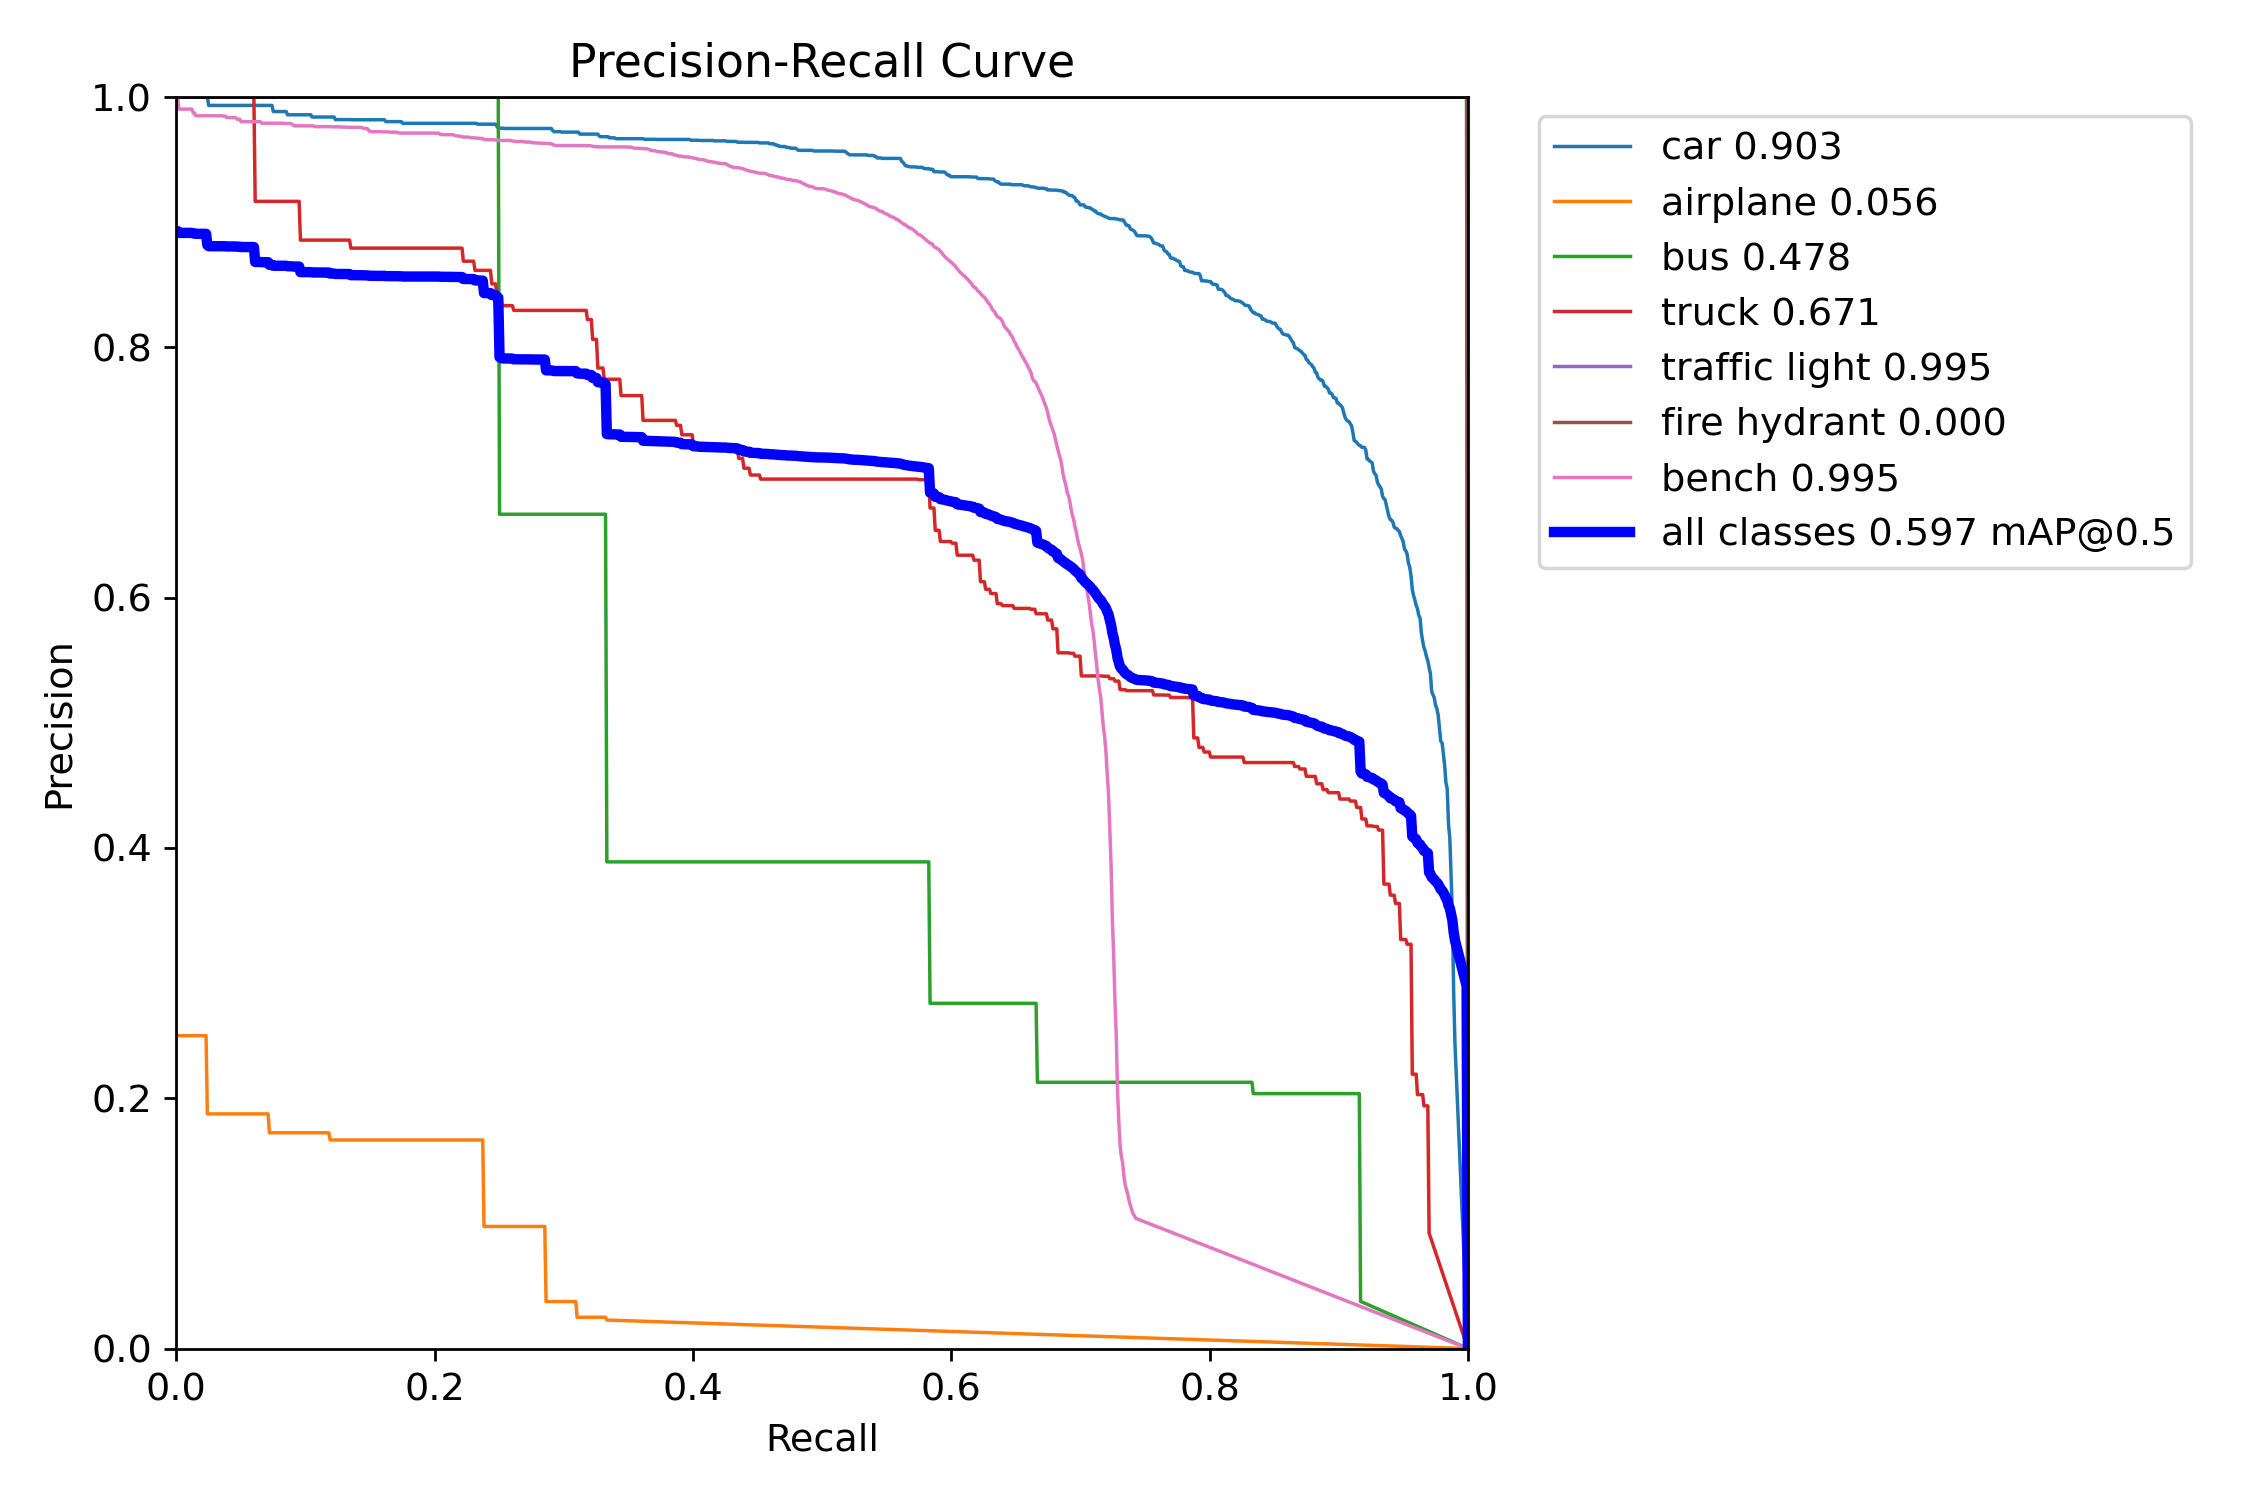 Precision-Recall Curve
1.0
0.8
0.6
0.4
0.2
0.0
Precision
0.0 0.2 0.4 0.6 0.8 1.0
Recall
car 0.903
airplane 0.056
bus 0.478
truck 0.671
traffic light 0.995
fire hydrant 0.000
bench 0.995
all classes 0.597 mAP@0.5